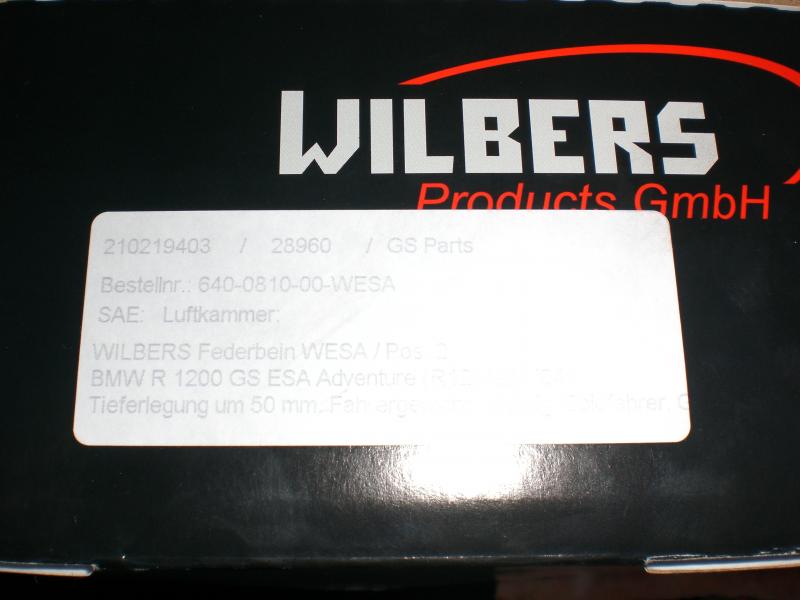 WILBERS
Products GmbH
210219403 / 28960 / GS Parts
Bestellnr.: 640-0810-00-WESA
SAE: Luftkammer:
WILBERS Federbein WESA / Pos. 2
BMW R 1200 GS ESA Adventure
Tieferlegung um 50 mm.